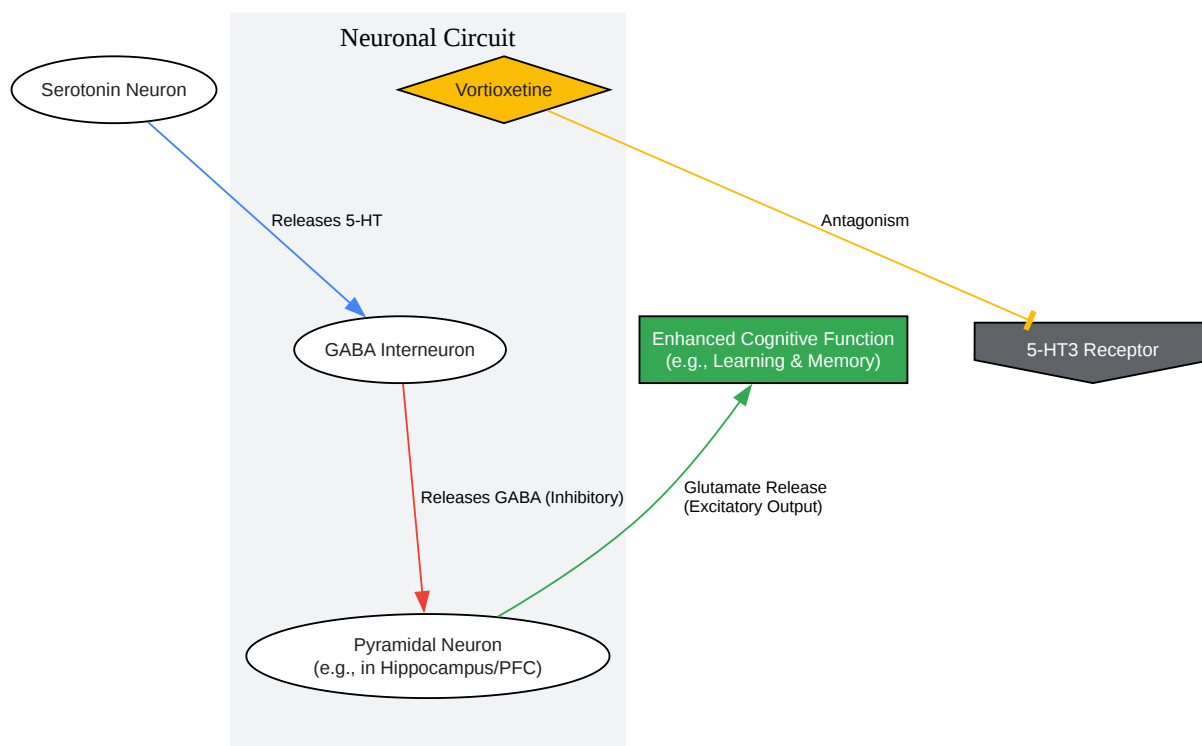 Neuronal Circuit
Serotonin Neuron
Vortioxetine
Releases 5-HT
Antagonism
GABA Interneuron
Enhanced Cognitive Function
(e.g., Learning & Memory)
5-HT3 Receptor
Releases GABA (Inhibitory)
Glutamate Release
(Excitatory Output)
Pyramidal Neuron
(e.g., in Hippocampus/PFC)